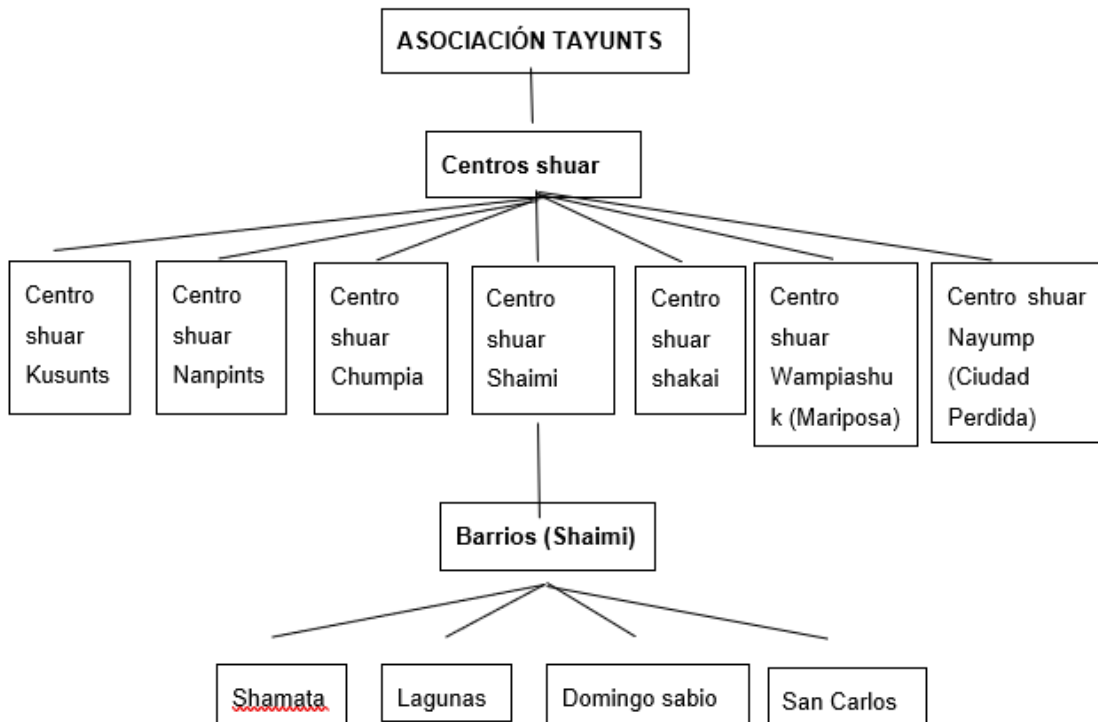 ASOCIACIÓN TAYUNTS
Centros shuar
Centro
shuar
Kusunts
Centro
shuar
Nanpints
Centro
shuar
Chumpia
Centro
shuar
Shaimi
Centro
shuar
shakai
Centro
shuar
Wampiashu
k (Mariposa)
Centro shuar
Nayump
(Ciudad
Perdida)
Barrios (Shaimi)
Shamata
Lagunas
Domingo sabio
San Carlos